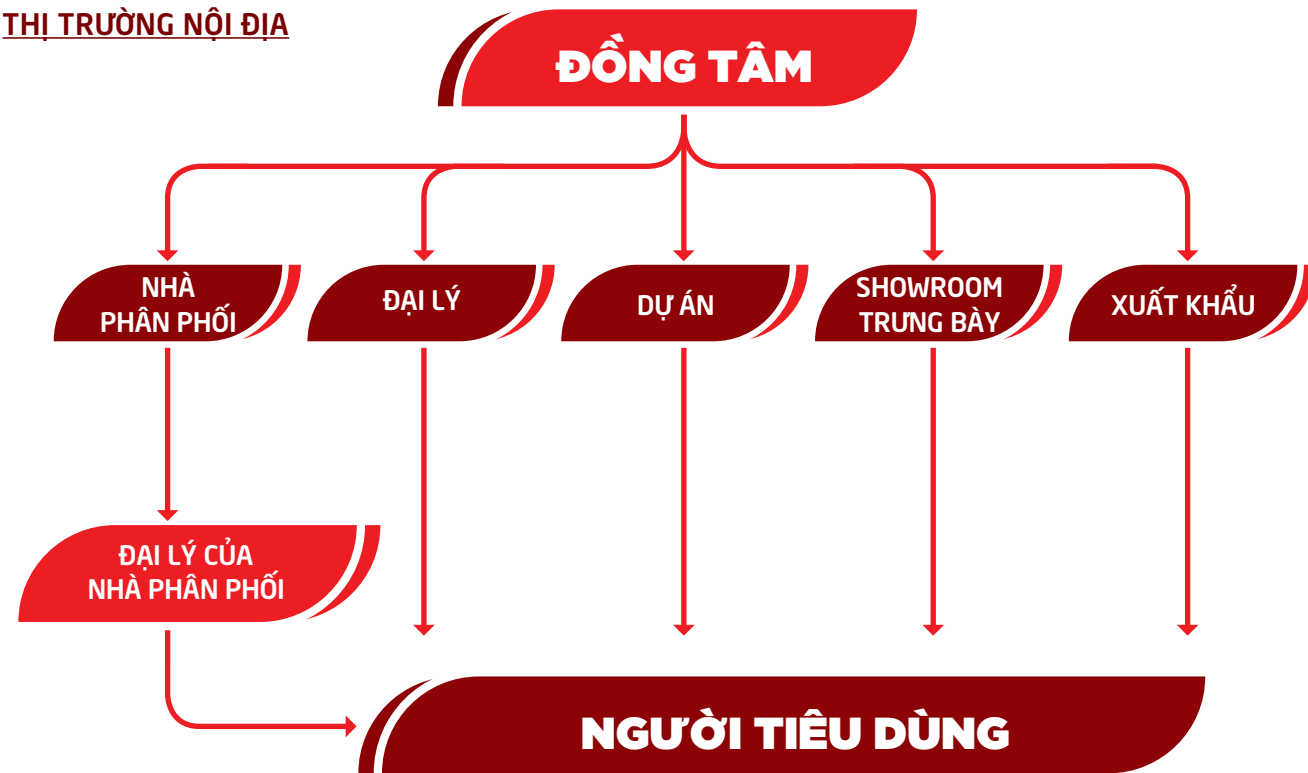 THỊ TRƯỜNG NỘI ĐỊA
ĐỒNG TÂM
NHÀ
PHÂN PHỐI
ĐẠI LÝ
DỰ ÁN
SHOWROOM
TRƯNG BÀY
XUẤT KHẨU
ĐẠI LÝ CỦA
NHÀ PHÂN PHỐI
NGƯỜI TIÊU DÙNG